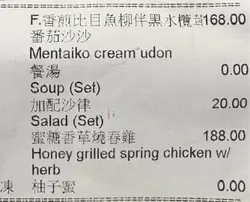 F.香煎比目魚柳伴黑水欖 168.00
番茄沙沙
Mentaiko cream udon
餐湯 0.00
Soup (Set)
加配沙律 20.00
Salad (Set)
蜜糖香草燒春雞 188.00
Honey grilled spring chicken w/
herb
凍 柚子蜜 0.00